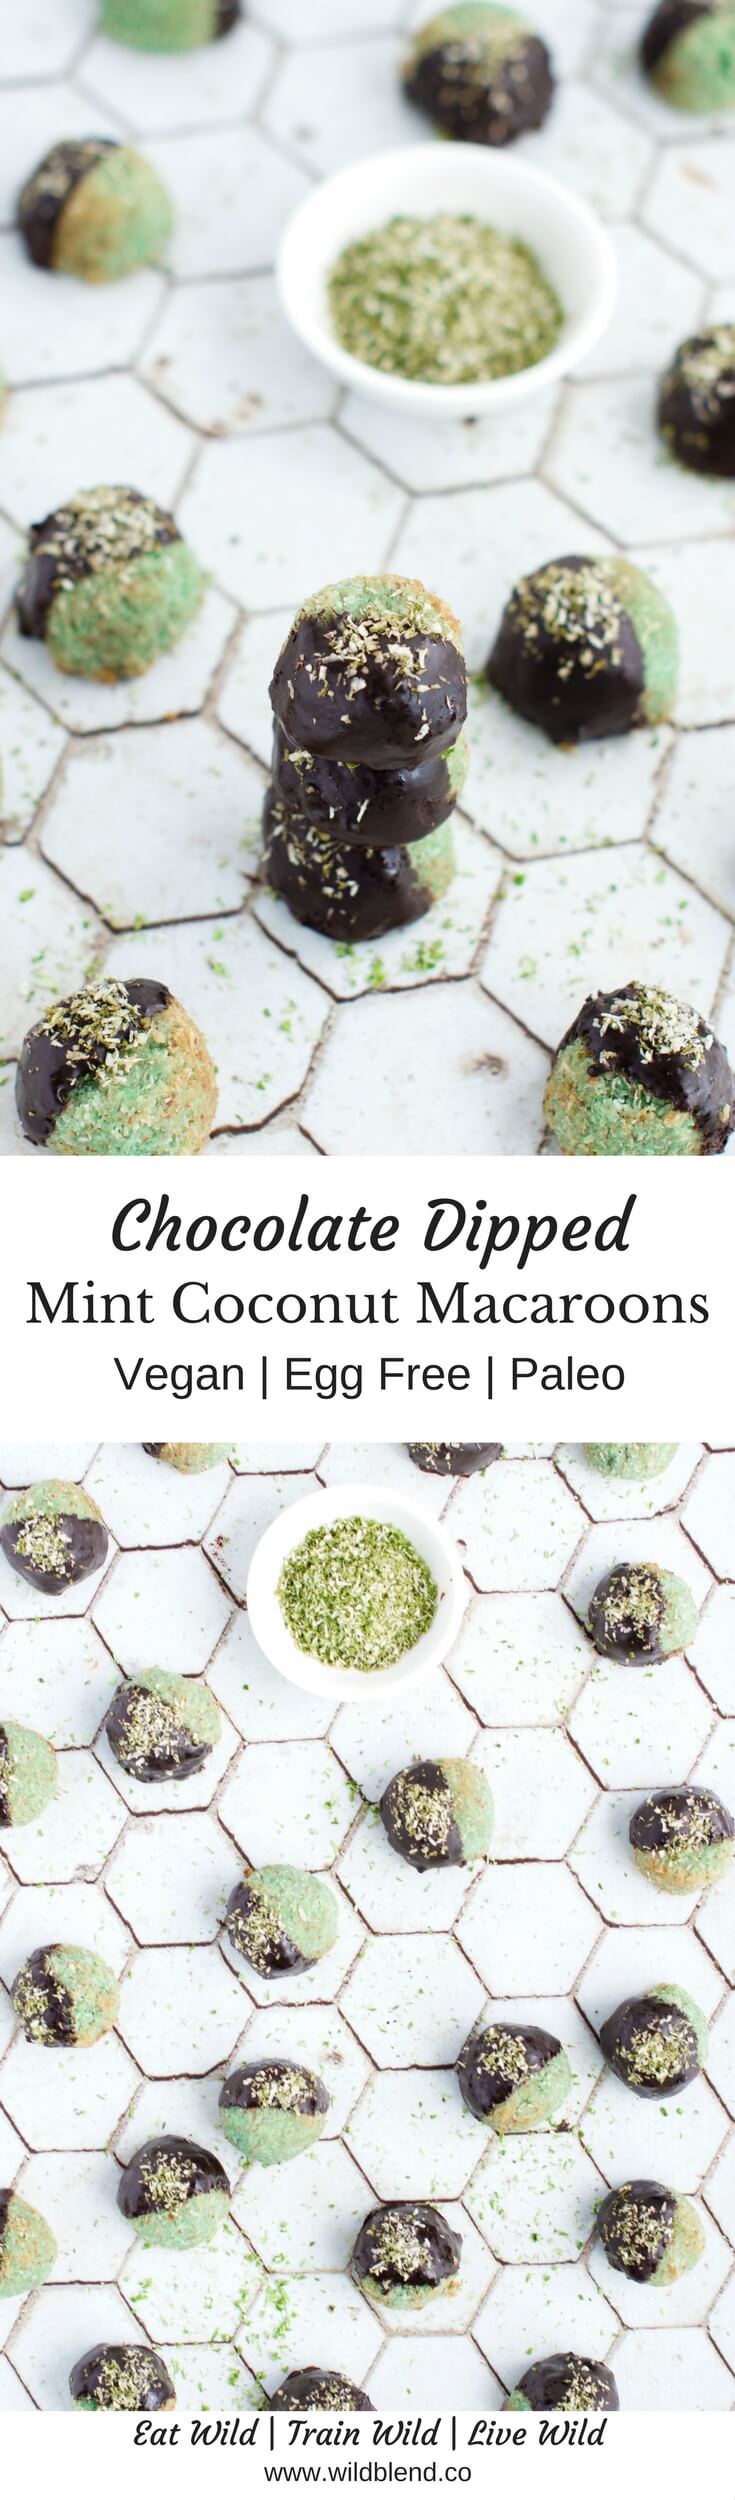 Chocolate Dipped
Mint Coconut Macaroons
Vegan | Egg Free | Paleo
Eat Wild | Train Wild | Live Wild
www.wildblend.co